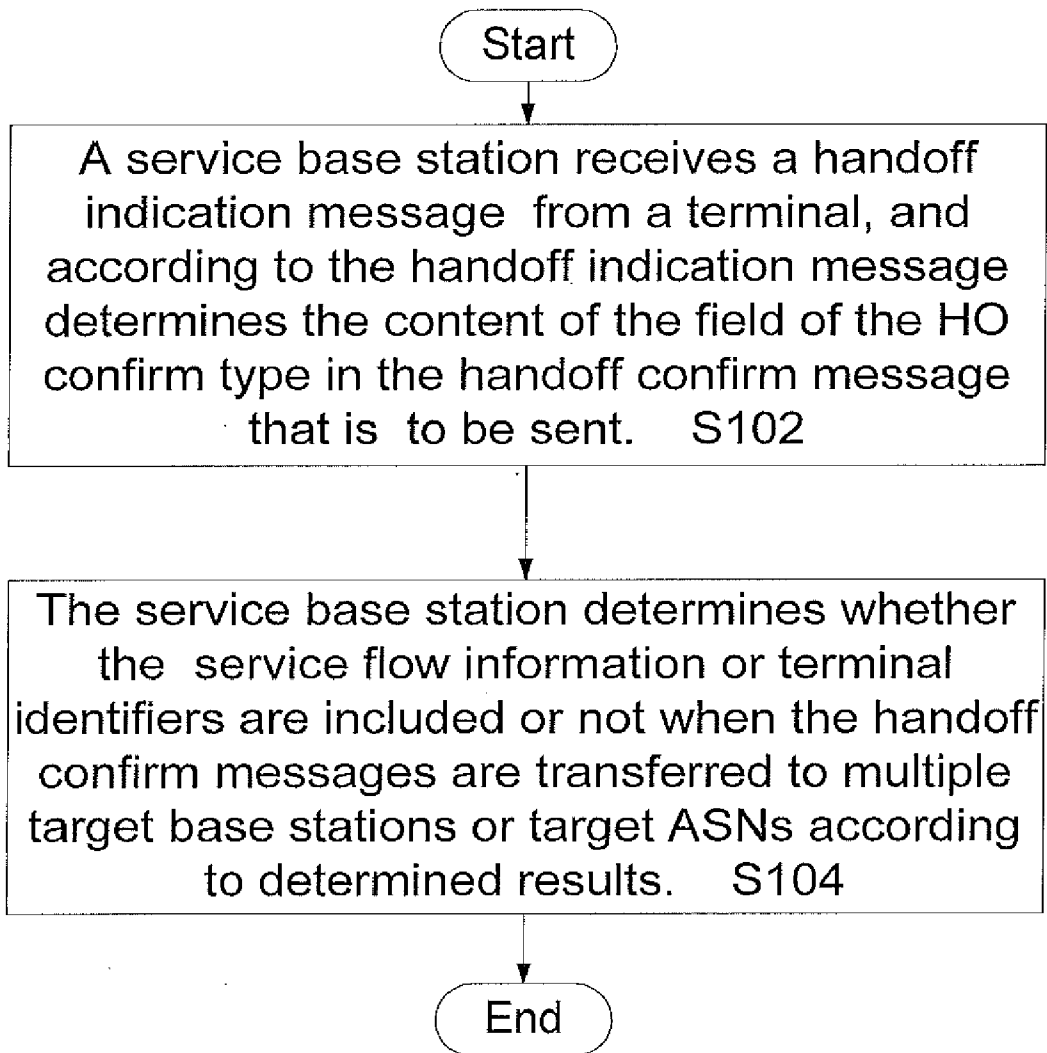 Start
A service base station receives a handoff
indication message from a terminal, and
according to the handoff indication message
determines the content of the field of the HO
confirm type in the handoff confirm message
that is to be sent. S102
The service base station determines whether
the service flow information or terminal
identifiers are included or not when the handoff
confirm messages are transferred to multiple
target base stations or target ASNs according
to determined results. S104
End